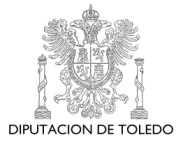 DIPUTACION DE TOLEDO